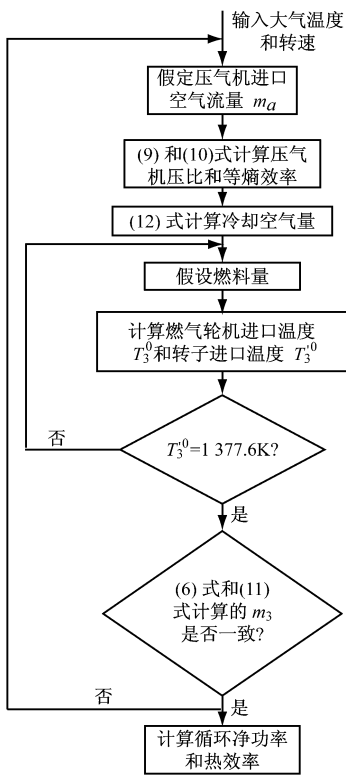 输入大气温度
和转速
假定压气机进口
空气流量 mₐ
(9) 和(10)式计算压气
机压比和等熵效率
(12) 式计算冷却空气量
假设燃料量
计算燃气轮机进口温度
T₃⁰和转子进口温度 T₃'⁰
否
T₃'⁰=1 377.6K?
是
(6) 式和(11)
式计算的 m₃
是否一致?
否
是
计算循环净功率
和热效率